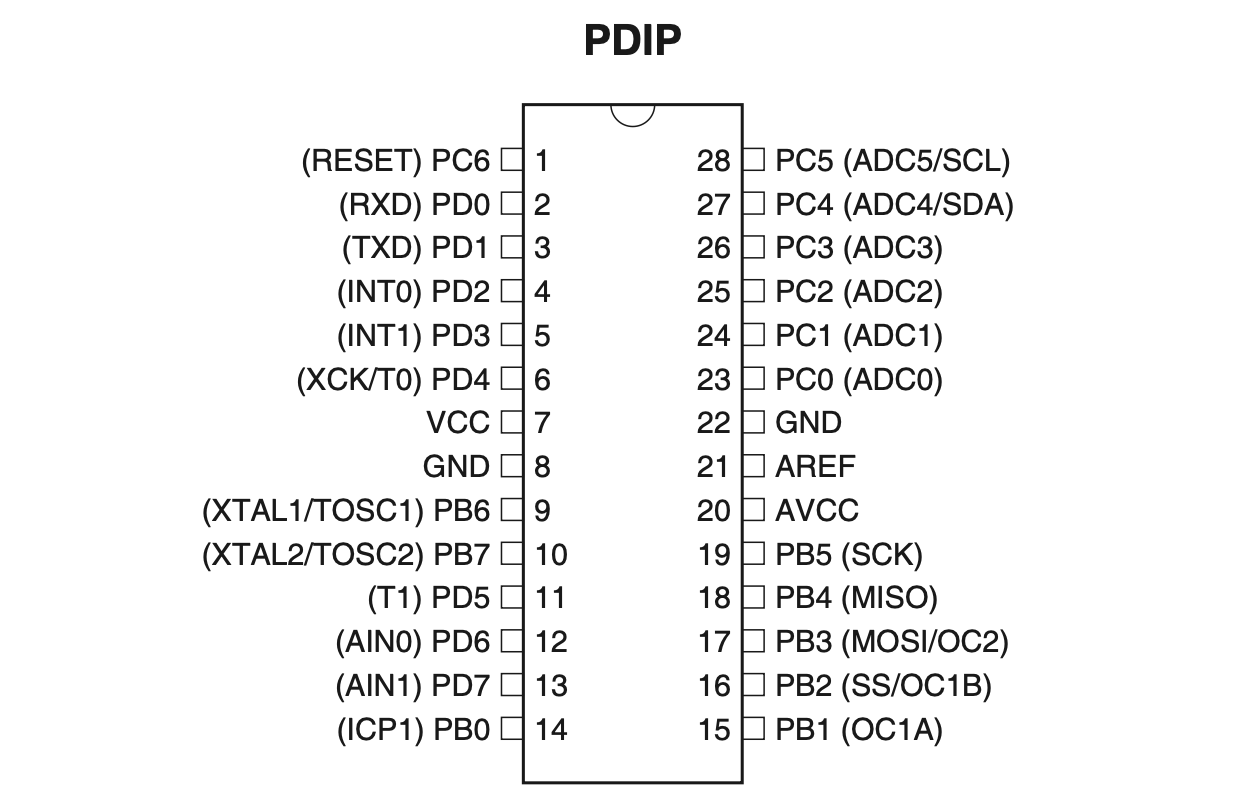 PDIP
(RESET) PC6 1 28 PC5 (ADC5/SCL)
(RXD) PD0 2 27 PC4 (ADC4/SDA)
(TXD) PD1 3 26 PC3 (ADC3)
(INT0) PD2 4 25 PC2 (ADC2)
(INT1) PD3 5 24 PC1 (ADC1)
(XCK/T0) PD4 6 23 PC0 (ADC0)
VCC 7 22 GND
GND 8 21 AREF
(XTAL1/TOSC1) PB6 9 20 AVCC
(XTAL2/TOSC2) PB7 10 19 PB5 (SCK)
(T1) PD5 11 18 PB4 (MISO)
(AIN0) PD6 12 17 PB3 (MOSI/OC2)
(AIN1) PD7 13 16 PB2 (SS/OC1B)
(ICP1) PB0 14 15 PB1 (OC1A)